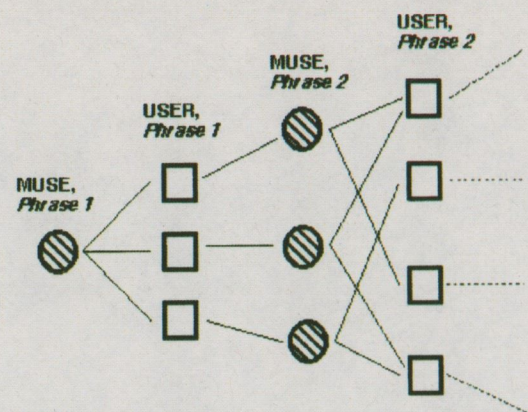 MUSE,
Phrase 1
USER,
Phrase 1
MUSE,
Phrase 2
USER,
Phrase 2